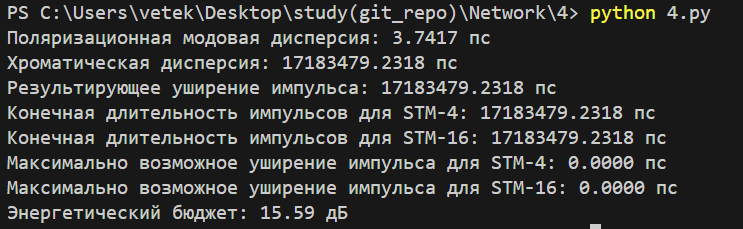 PS C:\Users\vetek\Desktop\study(git_repo)\Network\4> python 4.py
Поляризационная модовая дисперсия: 3.7417 пс
Хроматическая дисперсия: 17183479.2318 пс
Результирующее уширение импульса: 17183479.2318 пс
Конечная длительность импульсов для STM-4: 17183479.2318 пс
Конечная длительность импульсов для STM-16: 17183479.2318 пс
Максимально возможное уширение импульса для STM-4: 0.0000 пс
Максимально возможное уширение импульса для STM-16: 0.0000 пс
Энергетический бюджет: 15.59 дБ